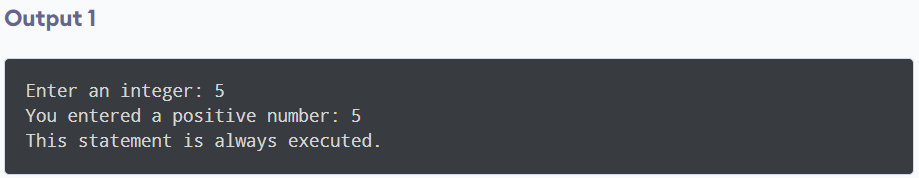 Output 1
Enter an integer: 5
You entered a positive number: 5
This statement is always executed.